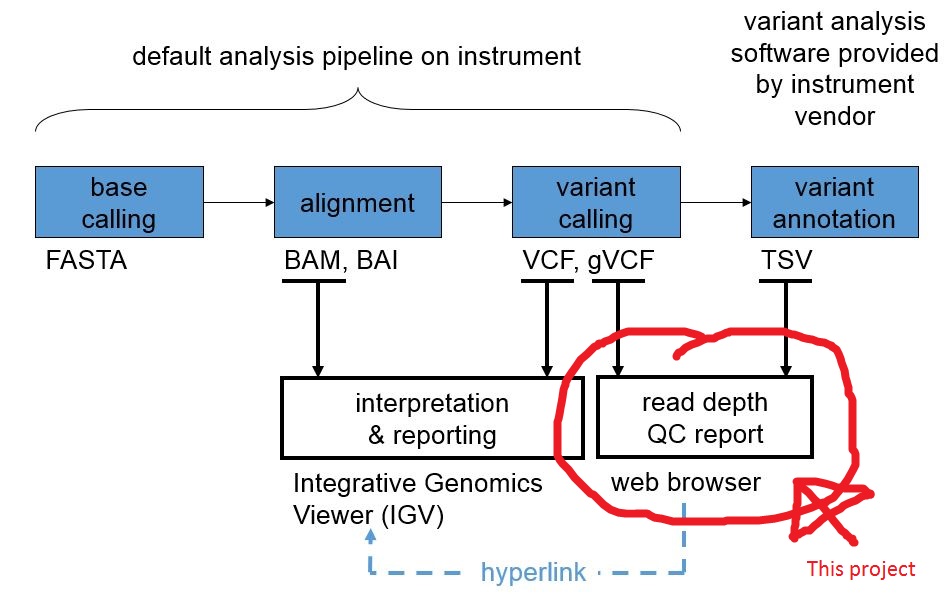 default analysis pipeline on instrument
variant analysis
software provided
by instrument
vendor
base
calling
alignment
variant
calling
variant
annotation
FASTA
BAM, BAI
VCF, gVCF
TSV
interpretation
& reporting
read depth
QC report
Integrative Genomics
Viewer (IGV)
web browser
hyperlink
This project